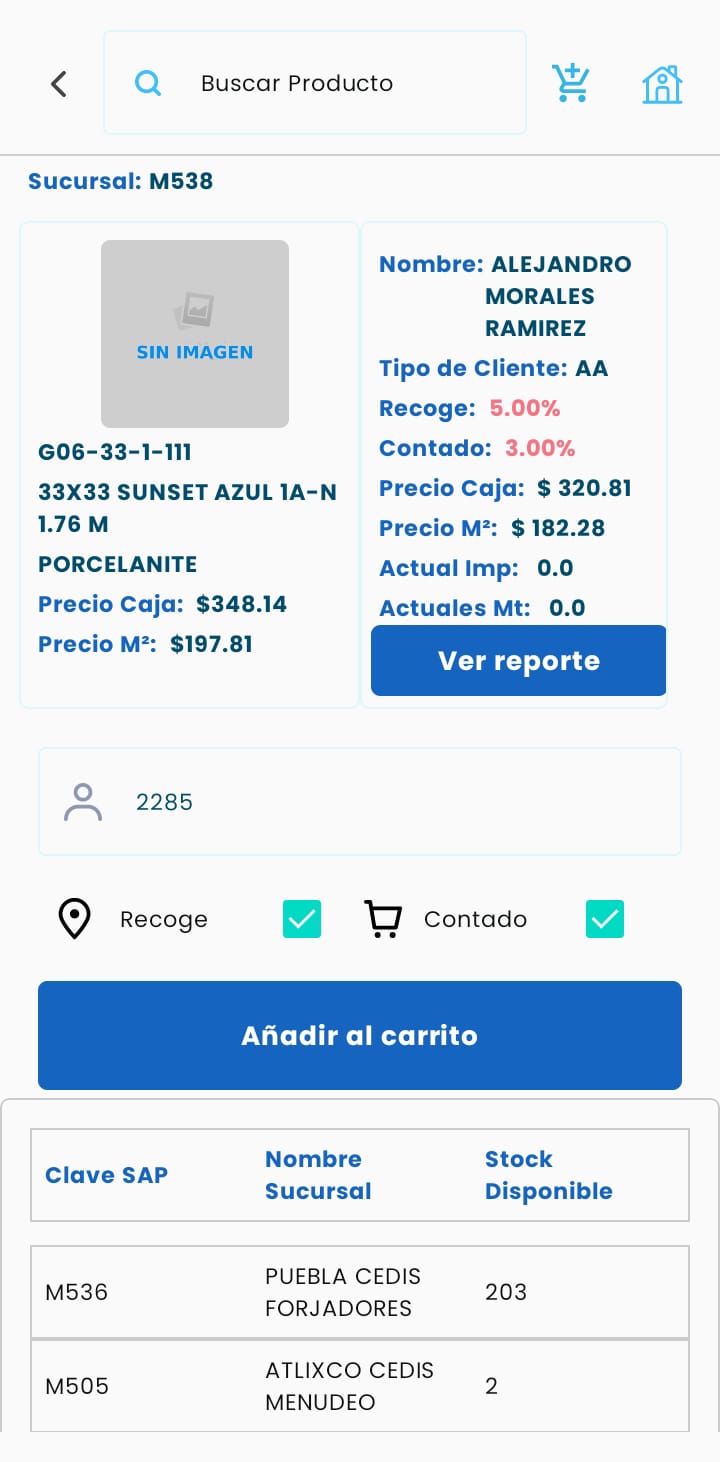 Buscar Producto
Sucursal: M538
SIN IMAGEN
G06-33-1-111
33X33 SUNSET AZUL 1A-N
1.76 M
PORCELANITE
Precio Caja: $348.14
Precio M²: $197.81
Nombre: ALEJANDRO
MORALES
RAMIREZ
Tipo de Cliente: AA
Recoge: 5.00%
Contado: 3.00%
Precio Caja: $ 320.81
Precio M²: $ 182.28
Actual Imp: 0.0
Actuales Mt: 0.0
Ver reporte
2285
Recoge
Contado
Añadir al carrito
Clave SAP
Nombre
Sucursal
Stock
Disponible
M536
PUEBLA CEDIS
FORJADORES
203
M505
ATLIXCO CEDIS
MENUDEO
2